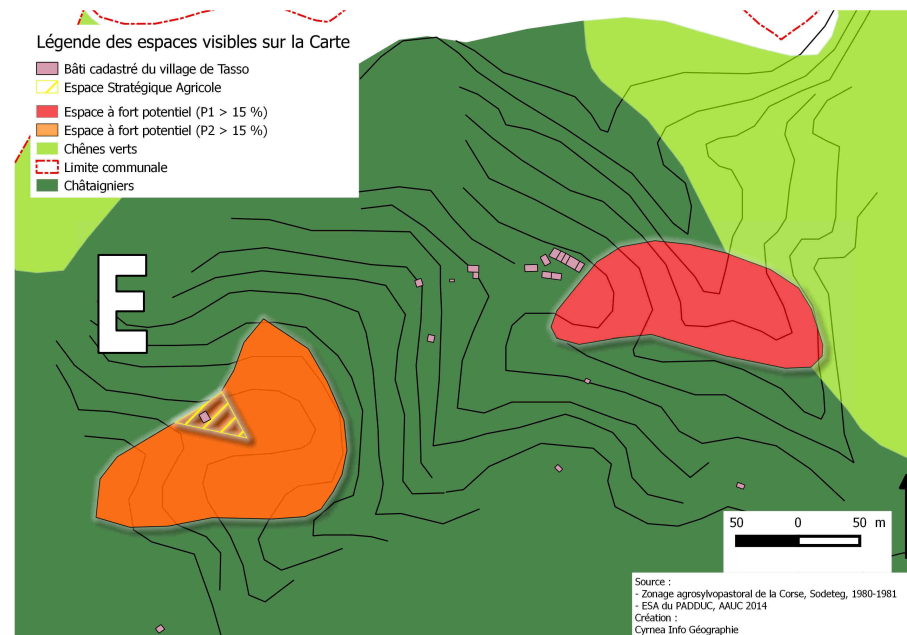 Légende des espaces visibles sur la Carte
Bâti cadastré du village de Tasso
Espace Stratégique Agricole
Espace à fort potentiel (P1 > 15 %)
Espace à fort potentiel (P2 > 15 %)
Chênes verts
Limite communale
Châtaigniers
E
50 0 50 m
Source :
- Zonage agrosylvopastoral de la Corse, Sodeteg, 1980-1981
- ESA du PADDUC, AAUC 2014
Création :
Cyrnea Info Géographie